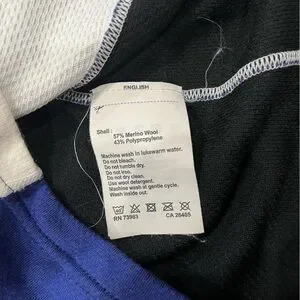 ENGLISH
Shell : 57% Merino Wool
43% Polypropylene
Machine wash in lukewarm water.
Do not bleach.
Do not tumble dry.
Do not iron.
Do not dry clean.
Use wool detergent.
Machine wash at gentle cycle.
Wash inside out.
RN 73983 CA 28405